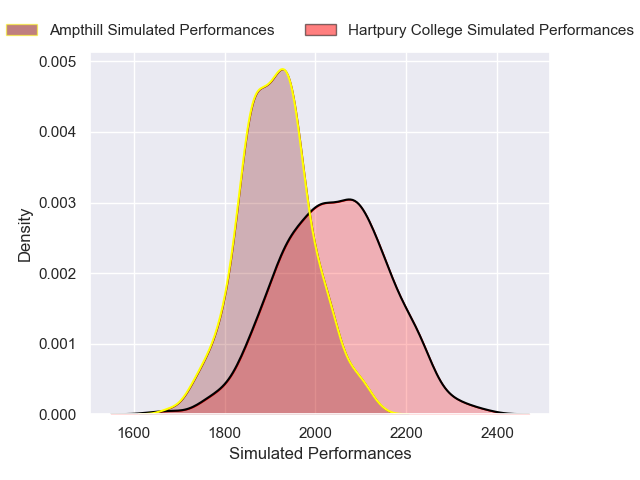 Ampthill Simulated Performances
Hartpury College Simulated Performances
0.005
0.004
0.003
0.002
0.001
0.000
Density
1600 1800 2000 2200 2400
Simulated Performances